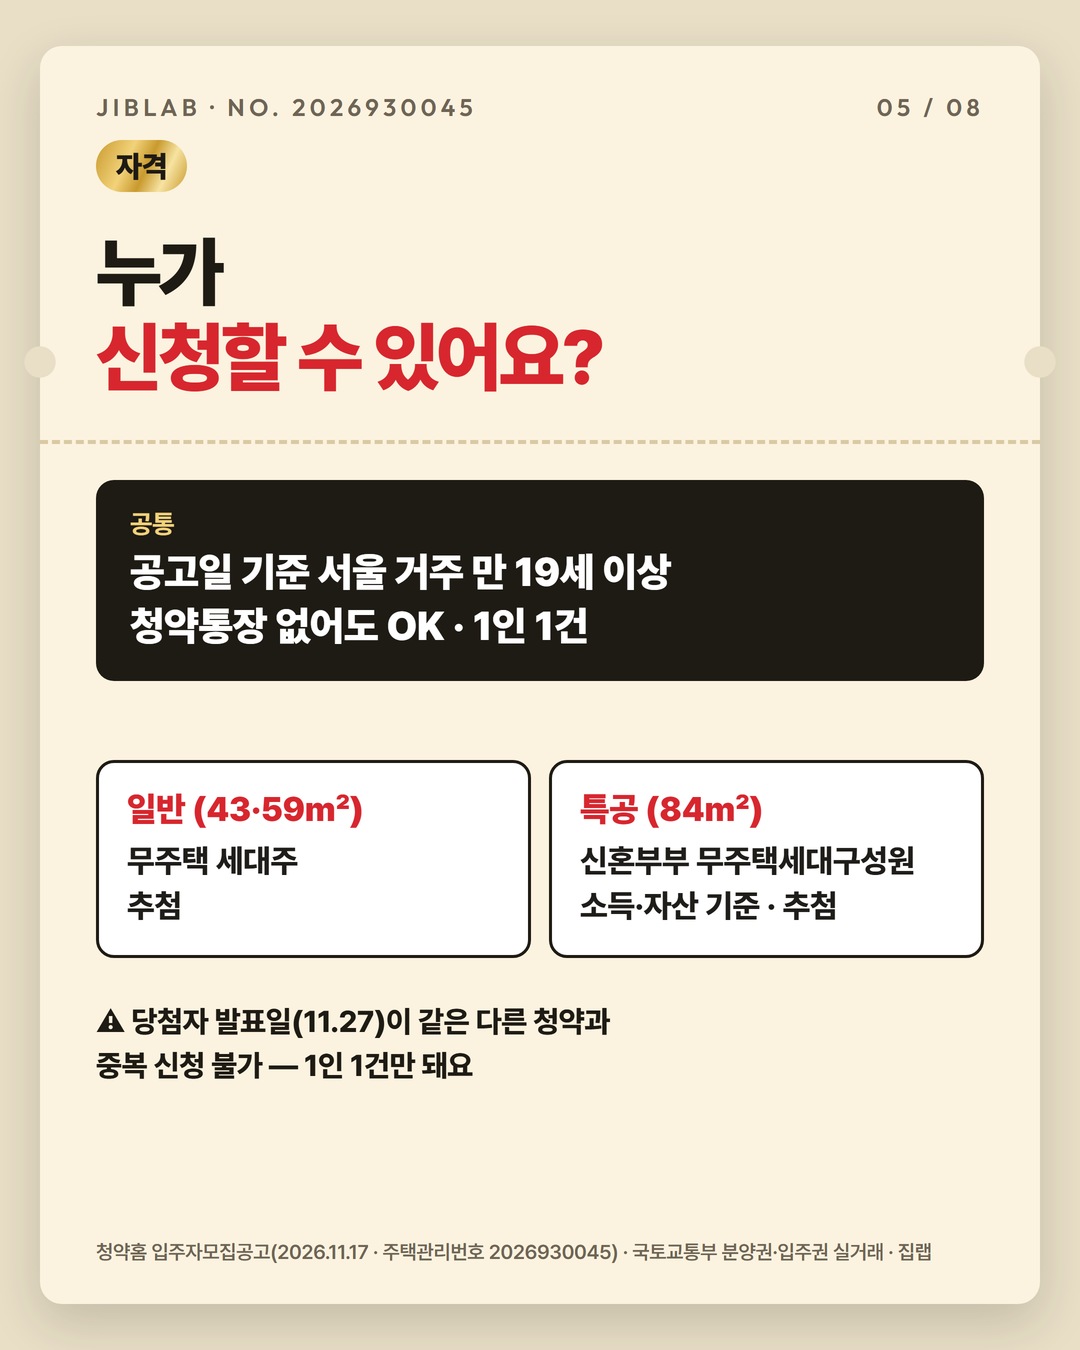 JIBLAB · NO. 2026930045
05 / 08
자격
누가
신청할 수 있어요?
공통
공고일 기준 서울 거주 만 19세 이상
청약통장 없어도 OK · 1인 1건
일반 (43·59m²)
무주택 세대주
추첨
특공 (84m²)
신혼부부 무주택세대구성원
소득·자산 기준 · 추첨
⚠ 당첨자 발표일(11.27)이 같은 다른 청약과
중복 신청 불가 — 1인 1건만 돼요
청약홈 입주자모집공고(2026.11.17 · 주택관리번호 2026930045) · 국토교통부 분양권·입주권 실거래 · 집랩